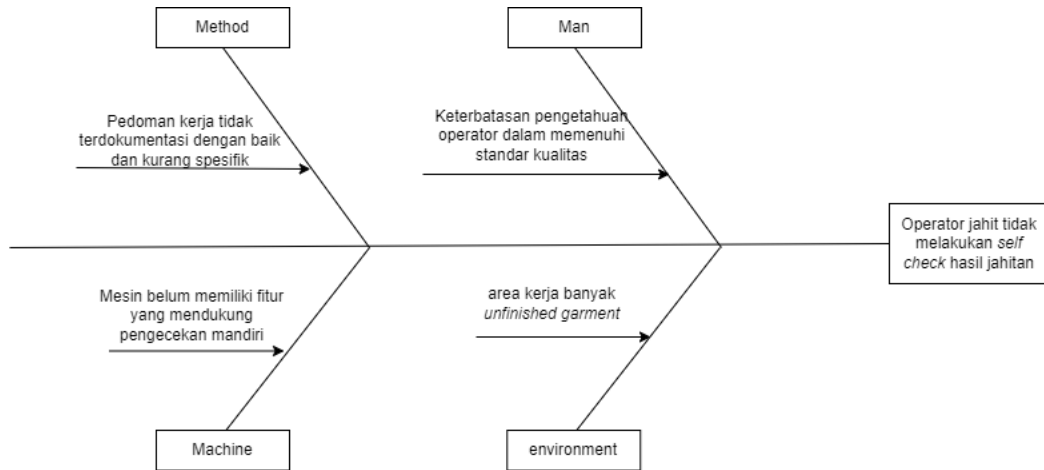 Method
Man
Pedoman kerja tidak
terdokumentasi dengan baik
dan kurang spesifik
Keterbatasan pengetahuan
operator dalam memenuhi
standar kualitas
Operator jahit tidak
melakukan self
check hasil jahitan
Mesin belum memiliki fitur
yang mendukung
pengecekan mandiri
area kerja banyak
unfinished garment
Machine
environment